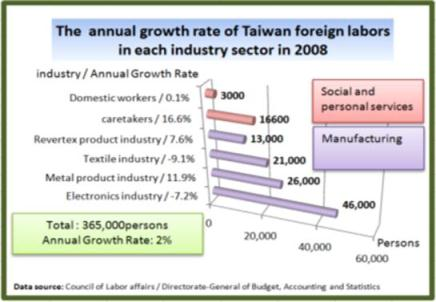 The annual growth rate of Taiwan foreign labors
in each industry sector in 2008
industry / Annual Growth Rate
Domestic workers / 0.1%
3000
caretakers / 16.6%
16600
Revertex product industry / 7.6%
13,000
Textile industry / -9.1%
21,000
Metal product industry / 11.9%
26,000
Electronics industry / -7.2%
46,000
Social and
personal services
Manufacturing
0
20,000
40,000
60,000
Persons
Total : 365,000persons
Annual Growth Rate: 2%
Data source: Council of Labor affairs / Directorate-General of Budget, Accounting and Statistics